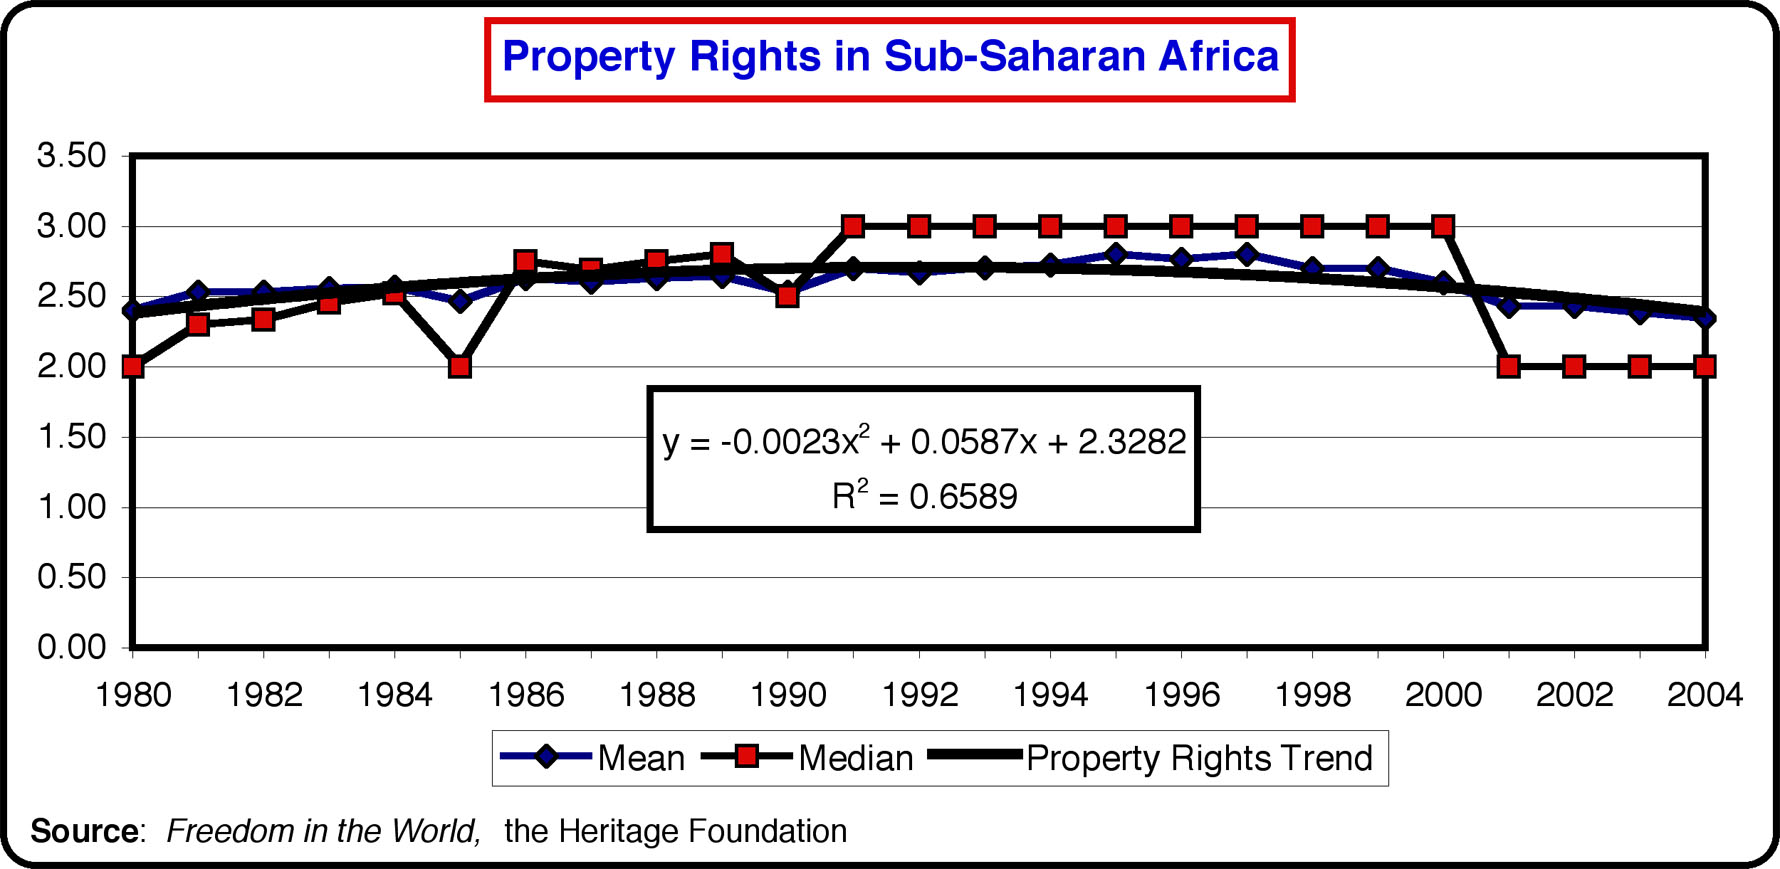 Property Rights in Sub-Saharan Africa
3.50
3.00
2.50
2.00
1.50
1.00
0.50
0.00
y = -0.0023x² + 0.0587x + 2.3282
R² = 0.6589
1980 1982 1984 1986 1988 1990 1992 1994 1996 1998 2000 2002 2004
Mean Median Property Rights Trend
Source: Freedom in the World, the Heritage Foundation